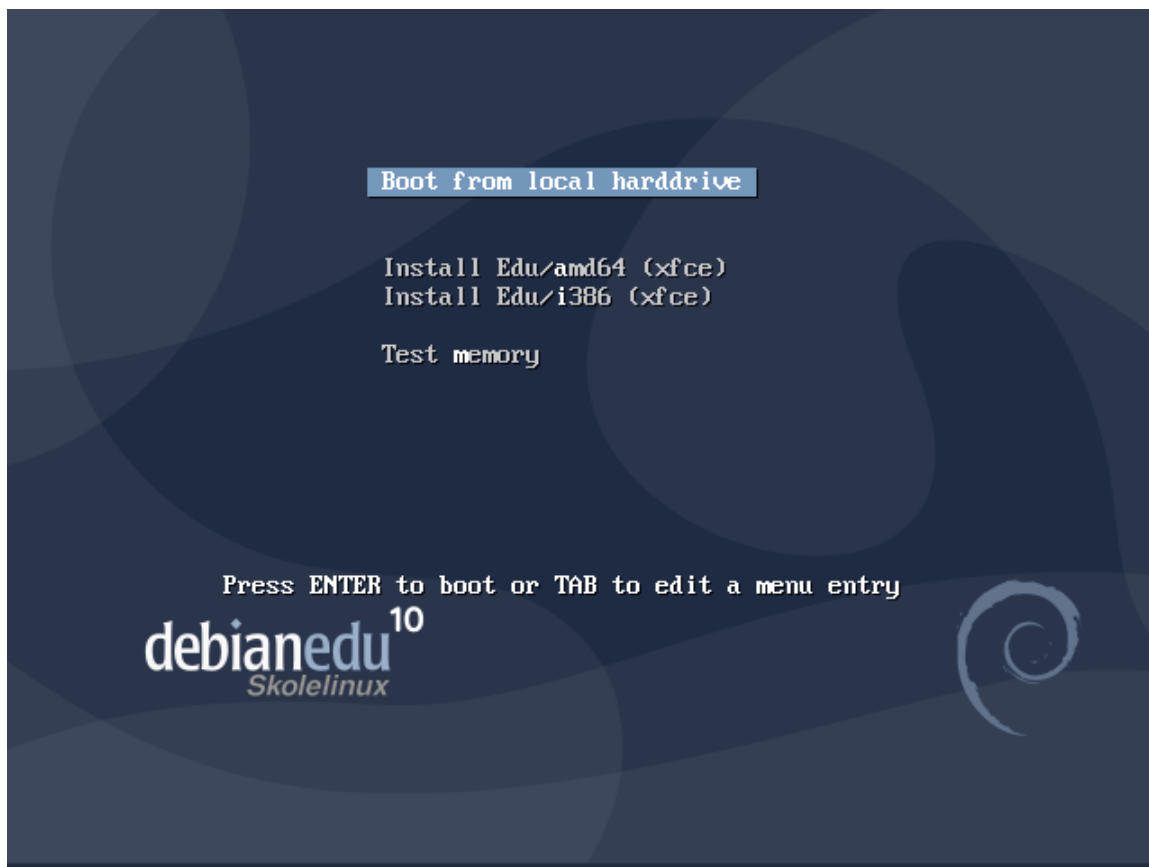 Boot from local harddrive
Install Edu/amd64 (xfce)
Install Edu/i386 (xfce)
Test memory
Press ENTER to boot or TAB to edit a menu entry
debianedu 10
Skolelinux